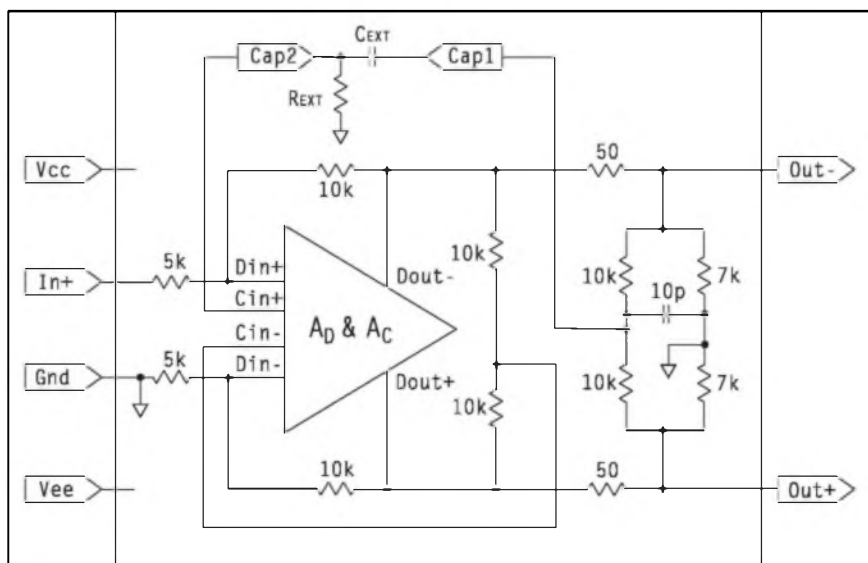 CEXT
Cap2
Cap1
REXT
50
Vcc
10k
Out-
5k
Din+
10k
Dout-
10k
7k
In+
Cin+
10p
AD & AC
Cin-
Gnd
5k
Din-
Dout+
10k
10k
7k
10k
50
Vee
Out+